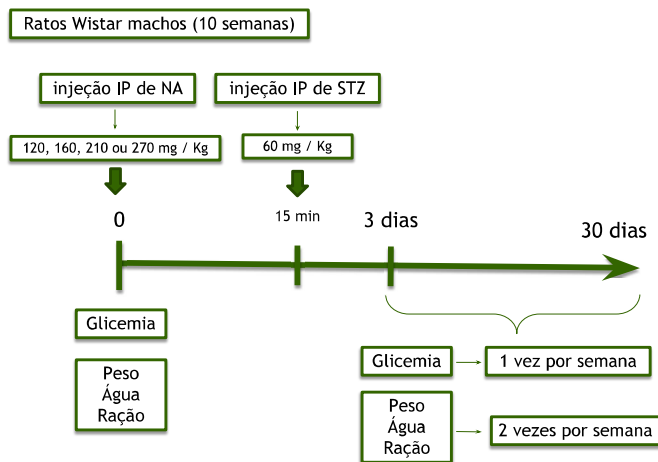 Ratos Wistar machos (10 semanas)
injeção IP de NA
injeção IP de STZ
120, 160, 210 ou 270 mg / Kg
60 mg / Kg
0
15 min
3 dias
30 dias
Glicemia
Peso
Água
Ração
Glicemia
1 vez por semana
Peso
Água
Ração
2 vezes por semana